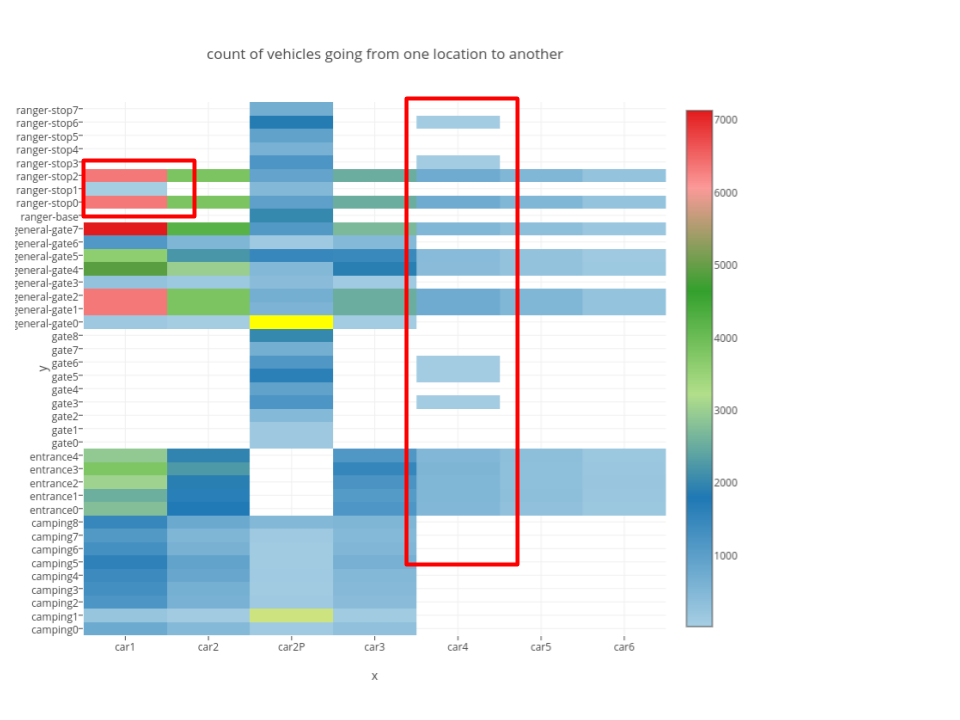 count of vehicles going from one location to another
ranger-stop7
ranger-stop6
ranger-stop5
ranger-stop4
ranger-stop3
ranger-stop2
ranger-stop1
ranger-stop0
ranger-base
general-gate7
general-gate6
general-gate5
general-gate4
general-gate3
general-gate2
general-gate1
general-gate0
gate8
gate7
gate6
gate5
gate4
gate3
gate2
gate1
gate0
entrance4
entrance3
entrance2
entrance1
entrance0
camping8
camping7
camping6
camping5
camping4
camping3
camping2
camping1
camping0
y
car1 car2 car2P car3 car4 car5 car6
x
7000
6000
5000
4000
3000
2000
1000